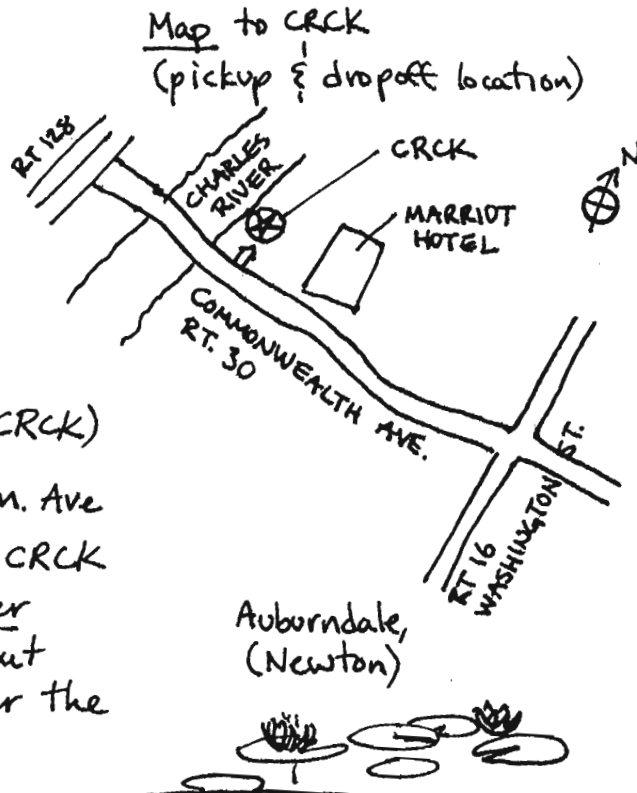 Map to CRCK
(pickup & dropoff location)
RT 128
CHARLES
RIVER
CRCK
N
MARRIOT
HOTEL
COMMONWEALTH AVE.
RT. 30
CRCK)
m. Ave
CRCK
RT 16
WASHINGTON ST.
er
ut
r the
Auburndale,
(Newton)